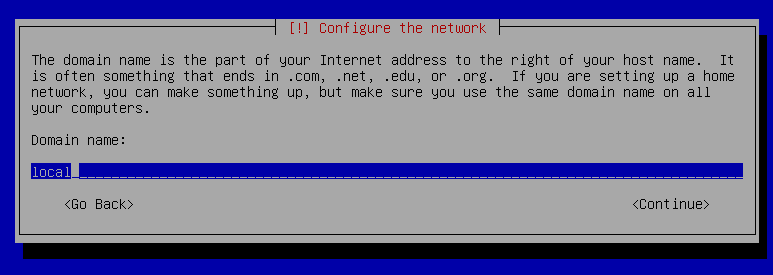 [!] Configure the network
The domain name is the part of your Internet address to the right of your host name.  It
is often something that ends in .com, .net, .edu, or .org.  If you are setting up a home
network, you can make something up, but make sure you use the same domain name on all
your computers.
Domain name:
local
<Go Back> <Continue>